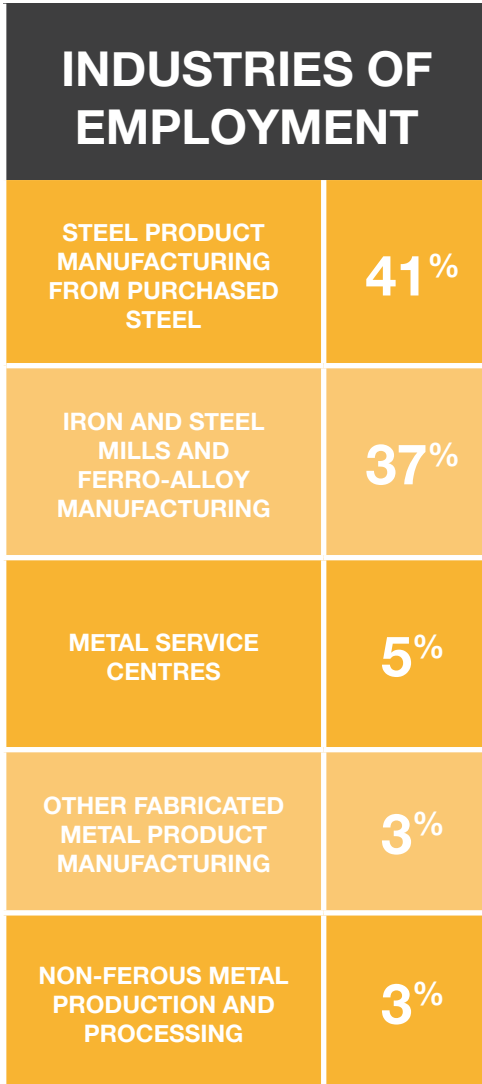 INDUSTRIES OF
EMPLOYMENT
STEEL PRODUCT
MANUFACTURING
FROM PURCHASED
STEEL
41%
IRON AND STEEL
MILLS AND
FERRO-ALLOY
MANUFACTURING
37%
METAL SERVICE
CENTRES
5%
OTHER FABRICATED
METAL PRODUCT
MANUFACTURING
3%
NON-FEROUS METAL
PRODUCTION AND
PROCESSING
3%